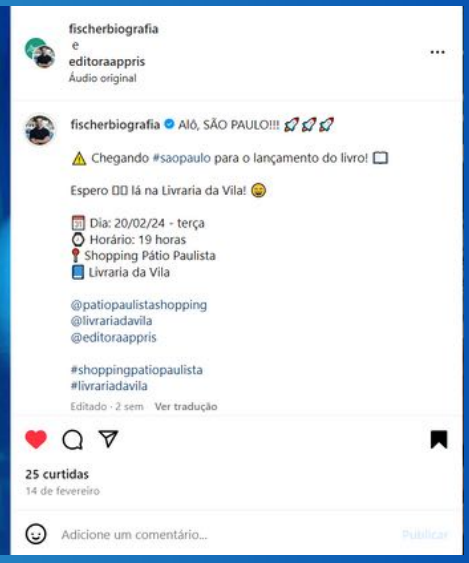 fischerbiografia
e
editoraappris
Áudio original
fischerbiografia Alô, SÃO PAULO!!! 🚀🚀🚀
⚠️ Chegando #saopaulo para o lançamento do livro! 📖
Espero 🫵🏻 lá na Livraria da Vila! 😄
📅 Dia: 20/02/24 - terça
⌚ Horário: 19 horas
📍 Shopping Pátio Paulista
📘 Livraria da Vila
@patiopaulistashopping
@livrariadavila
@editoraappris
#shoppingpatiopaulista
#livrariadavila
Editado · 2 sem Ver tradução
25 curtidas
14 de fevereiro
Adicione um comentário...
Publicar